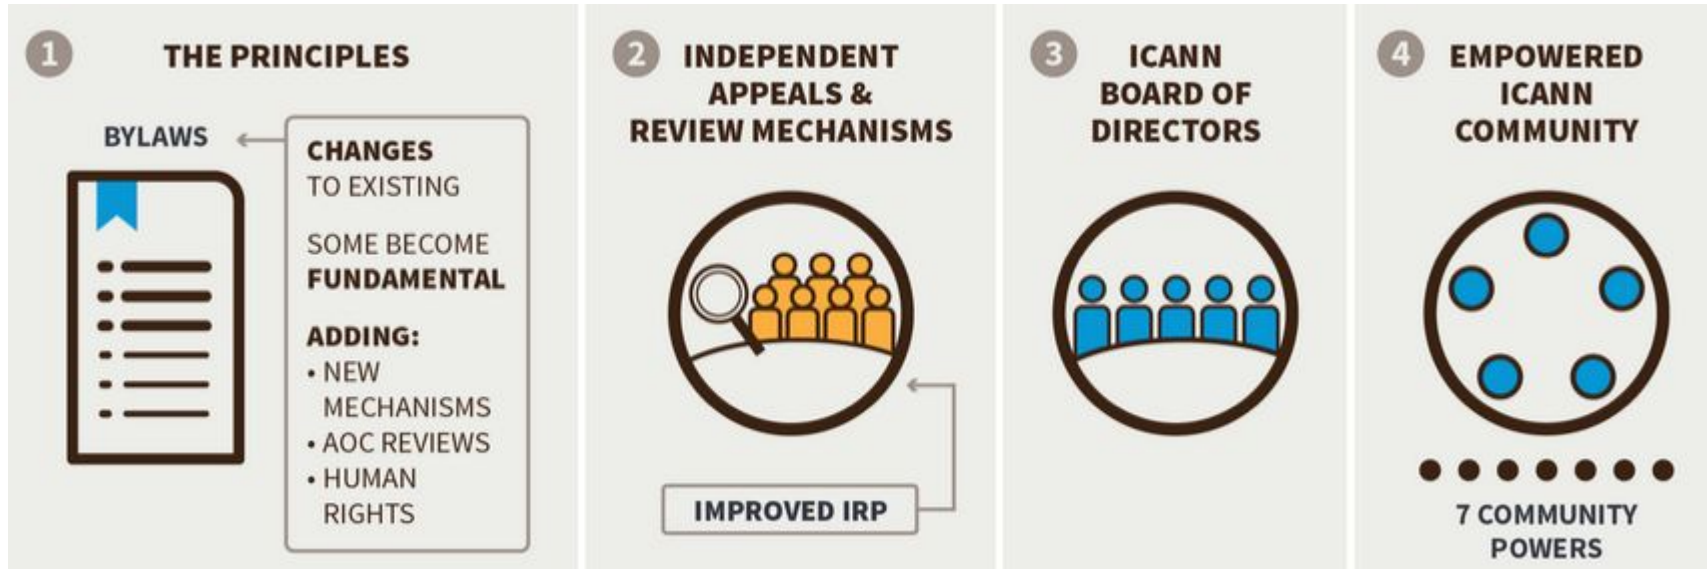 1
THE PRINCIPLES
BYLAWS
CHANGES
TO EXISTING
SOME BECOME
FUNDAMENTAL
ADDING:
• NEW
MECHANISMS
• AOC REVIEWS
• HUMAN
RIGHTS
2
INDEPENDENT
APPEALS &
REVIEW MECHANISMS
IMPROVED IRP
3
ICANN
BOARD OF
DIRECTORS
4
EMPOWERED
ICANN
COMMUNITY
7 COMMUNITY
POWERS